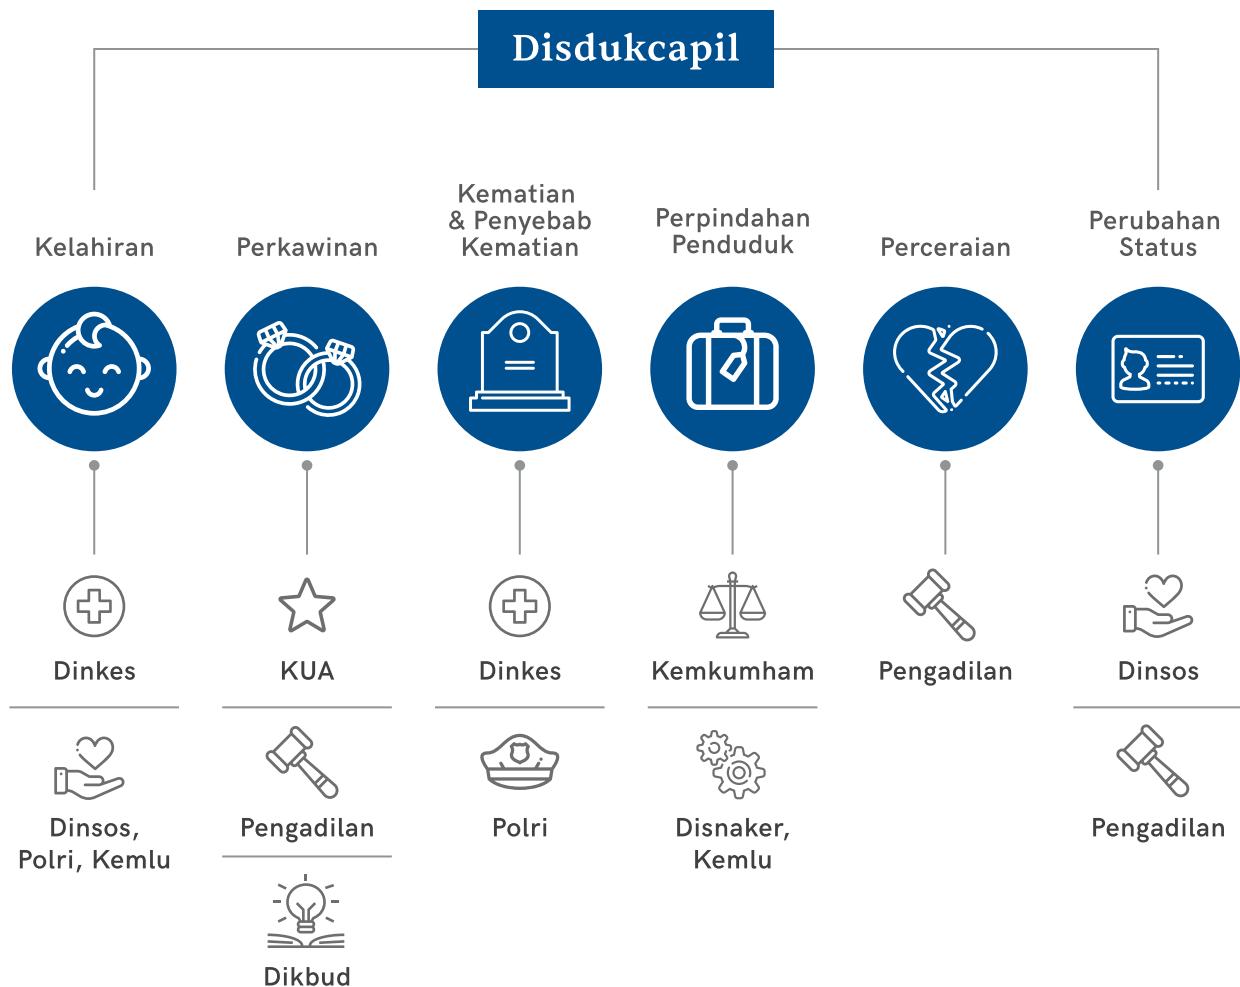 Disdukcapil
Kelahiran
Perkawinan
Kematian
& Penyebab
Kematian
Perpindahan
Penduduk
Perceraian
Perubahan
Status
Dinkes
KUA
Dinkes
Kemkumham
Pengadilan
Dinsos
Dinsos,
Polri, Kemlu
Pengadilan
Polri
Disnaker,
Kemlu
Pengadilan
Dikbud